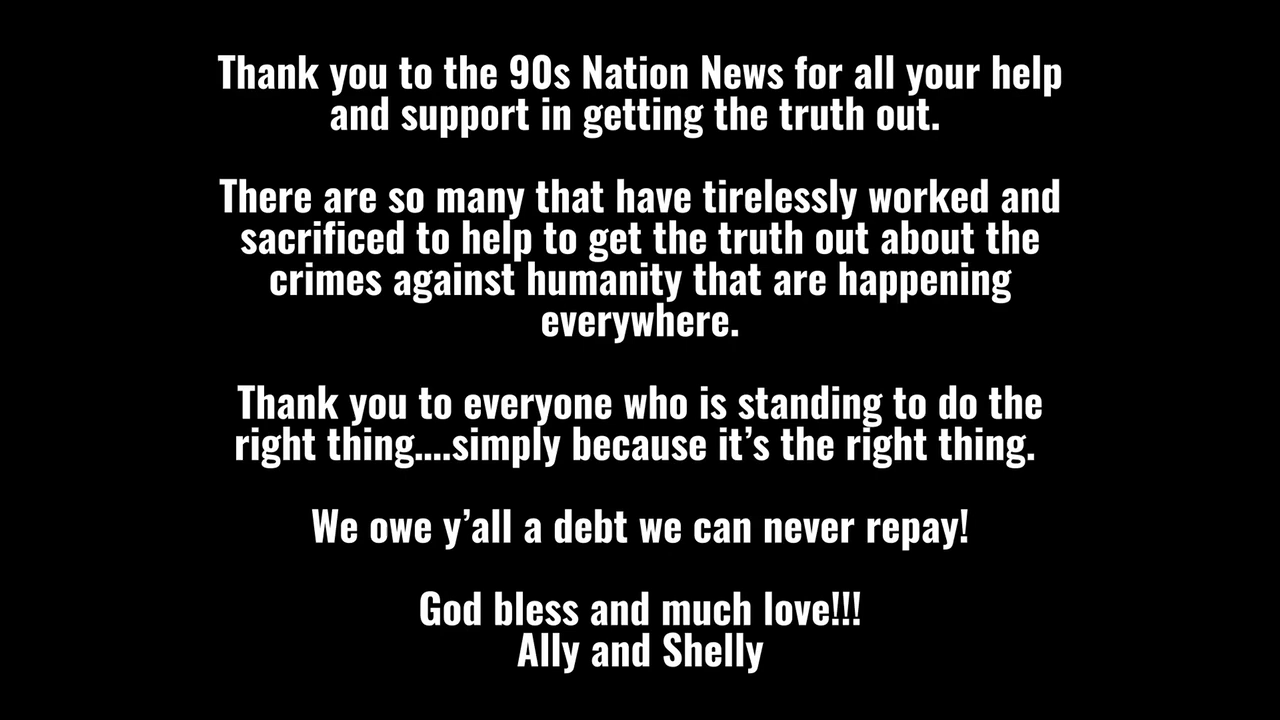 Thank you to the 90s Nation News for all your help
and support in getting the truth out.
There are so many that have tirelessly worked and
sacrificed to help to get the truth out about the
crimes against humanity that are happening
everywhere.
Thank you to everyone who is standing to do the
right thing....simply because it’s the right thing.
We owe y’all a debt we can never repay!
God bless and much love!!!
Ally and Shelly